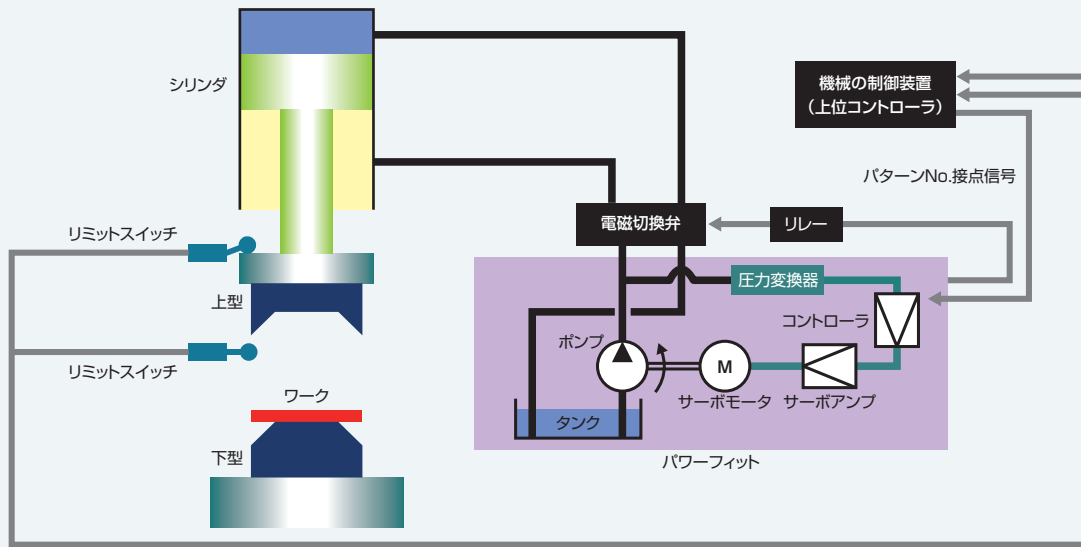 シリンダ
機械の制御装置
（上位コントローラ）
パターンNo.接点信号
電磁切換弁
リレー
リミットスイッチ
圧力変換器
上型
コントローラ
ポンプ
M
リミットスイッチ
サーボモータ
サーボアンプ
ワーク
タンク
下型
パワーフィット